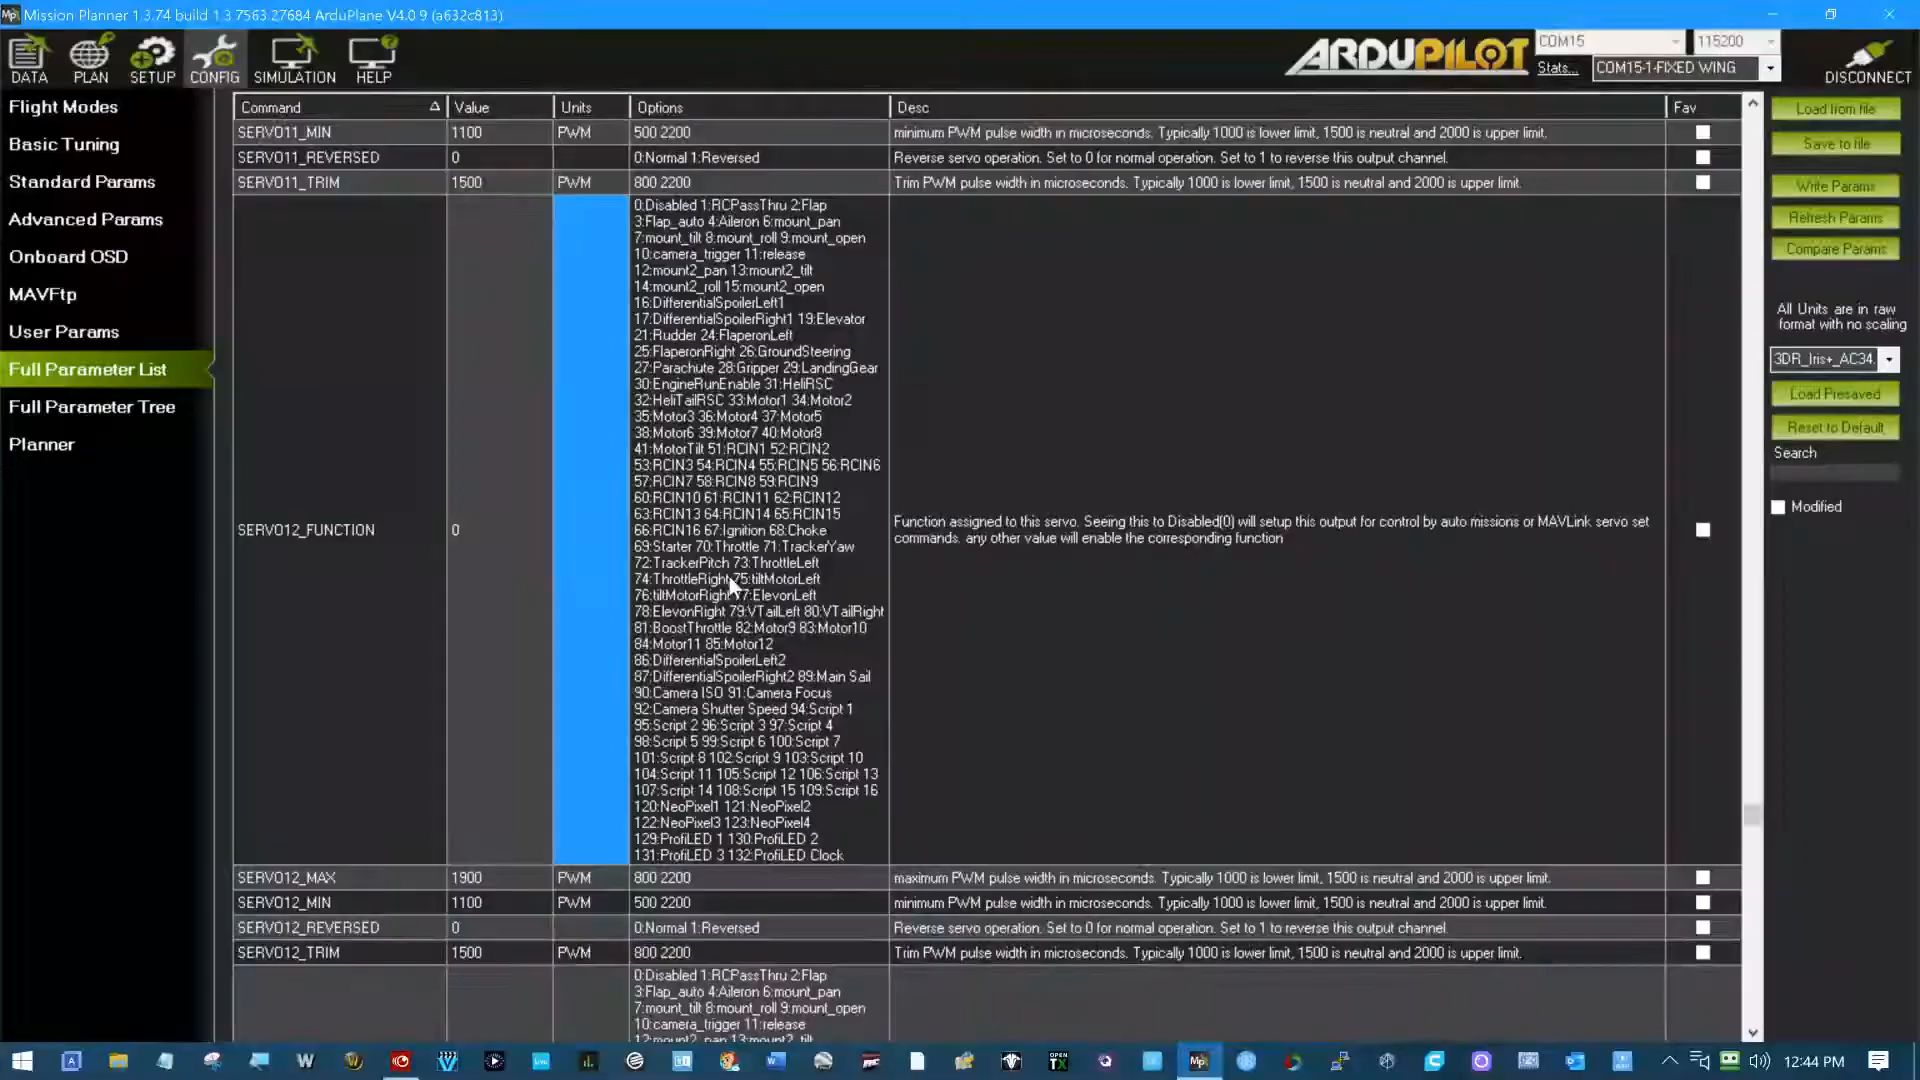 Mission Planner 1.3.74 build 1.3.7563.27684 ArduPlane V4.0.9 (a632c813)
DATA
PLAN
SETUP
CONFIG
SIMULATION
HELP
ARDUPILOT
COM15
115200
Stats...
COM15-1-FIXED WING
DISCONNECT
Flight Modes
Basic Tuning
Standard Params
Advanced Params
Onboard OSD
MAVFtp
User Params
Full Parameter List
Full Parameter Tree
Planner
Command Value Units Options Desc Fav
SERVO11_MIN 1100 PWM 500 2200 minimum PWM pulse width in microseconds. Typically 1000 is lower limit, 1500 is neutral and 2000 is upper limit.
SERVO11_REVERSED 0 0:Normal 1:Reversed Reverse servo operation. Set to 0 for normal operation. Set to 1 to reverse this output channel.
SERVO11_TRIM 1500 PWM 800 2200 Trim PWM pulse width in microseconds. Typically 1000 is lower limit, 1500 is neutral and 2000 is upper limit.
SERVO12_FUNCTION 0
0:Disabled 1:RCPassThru 2:Flap
3:Flap_auto 4:Aileron 6:mount_pan
7:mount_tilt 8:mount_roll 9:mount_open
10:camera_trigger 11:release
12:mount2_pan 13:mount2_tilt
14:mount2_roll 15:mount2_open
16:DifferentialSpoilerLeft1
17:DifferentialSpoilerRight1 19:Elevator
21:Rudder 24:FlaperonLeft
25:FlaperonRight 26:GroundSteering
27:Parachute 28:Gripper 29:LandingGear
30:EngineRunEnable 31:HeliRSC
32:HeliTailRSC 33:Motor1 34:Motor2
35:Motor3 36:Motor4 37:Motor5
38:Motor6 39:Motor7 40:Motor8
41:MotorTilt 51:RCIN1 52:RCIN2
53:RCIN3 54:RCIN4 55:RCIN5 56:RCIN6
57:RCIN7 58:RCIN8 59:RCIN9
60:RCIN10 61:RCIN11 62:RCIN12
63:RCIN13 64:RCIN14 65:RCIN15
66:RCIN16 67:Ignition 68:Choke
69:Starter 70:Throttle 71:TrackerYaw
72:TrackerPitch 73:ThrottleLeft
74:ThrottleRight 75:tiltMotorLeft
76:tiltMotorRight 77:ElevonLeft
78:ElevonRight 79:VTailLeft 80:VTailRight
81:BoostThrottle 82:Motor9 83:Motor10
84:Motor11 85:Motor12
86:DifferentialSpoilerLeft2
87:DifferentialSpoilerRight2 89:Main Sail
90:Camera ISO 91:Camera Focus
92:Camera Shutter Speed 94:Script 1
95:Script 2 96:Script 3 97:Script 4
98:Script 5 99:Script 6 100:Script 7
101:Script 8 102:Script 9 103:Script 10
104:Script 11 105:Script 12 106:Script 13
107:Script 14 108:Script 15 109:Script 16
120:NeoPixel1 121:NeoPixel2
122:NeoPixel3 123:NeoPixel4
129:ProfiLED 1 130:ProfiLED 2
131:ProfiLED 3 132:ProfiLED Clock
Function assigned to this servo. Seeing this to Disabled(0) will setup this output for control by auto missions or MAVLink servo set
commands. any other value will enable the corresponding function
SERVO12_MAX 1900 PWM 800 2200 maximum PWM pulse width in microseconds. Typically 1000 is lower limit, 1500 is neutral and 2000 is upper limit.
SERVO12_MIN 1100 PWM 500 2200 minimum PWM pulse width in microseconds. Typically 1000 is lower limit, 1500 is neutral and 2000 is upper limit.
SERVO12_REVERSED 0 0:Normal 1:Reversed Reverse servo operation. Set to 0 for normal operation. Set to 1 to reverse this output channel.
SERVO12_TRIM 1500 PWM 800 2200 Trim PWM pulse width in microseconds. Typically 1000 is lower limit, 1500 is neutral and 2000 is upper limit.
0:Disabled 1:RCPassThru 2:Flap
3:Flap_auto 4:Aileron 6:mount_pan
7:mount_tilt 8:mount_roll 9:mount_open
10:camera_trigger 11:release
12:mount2_pan 13:mount2_tilt
Load from file
Save to file
Write Params
Refresh Params
Compare Params
All Units are in raw
format with no scaling
3DR_Iris+_AC34.
Load Presaved
Reset to Default
Search
Modified
12:44 PM